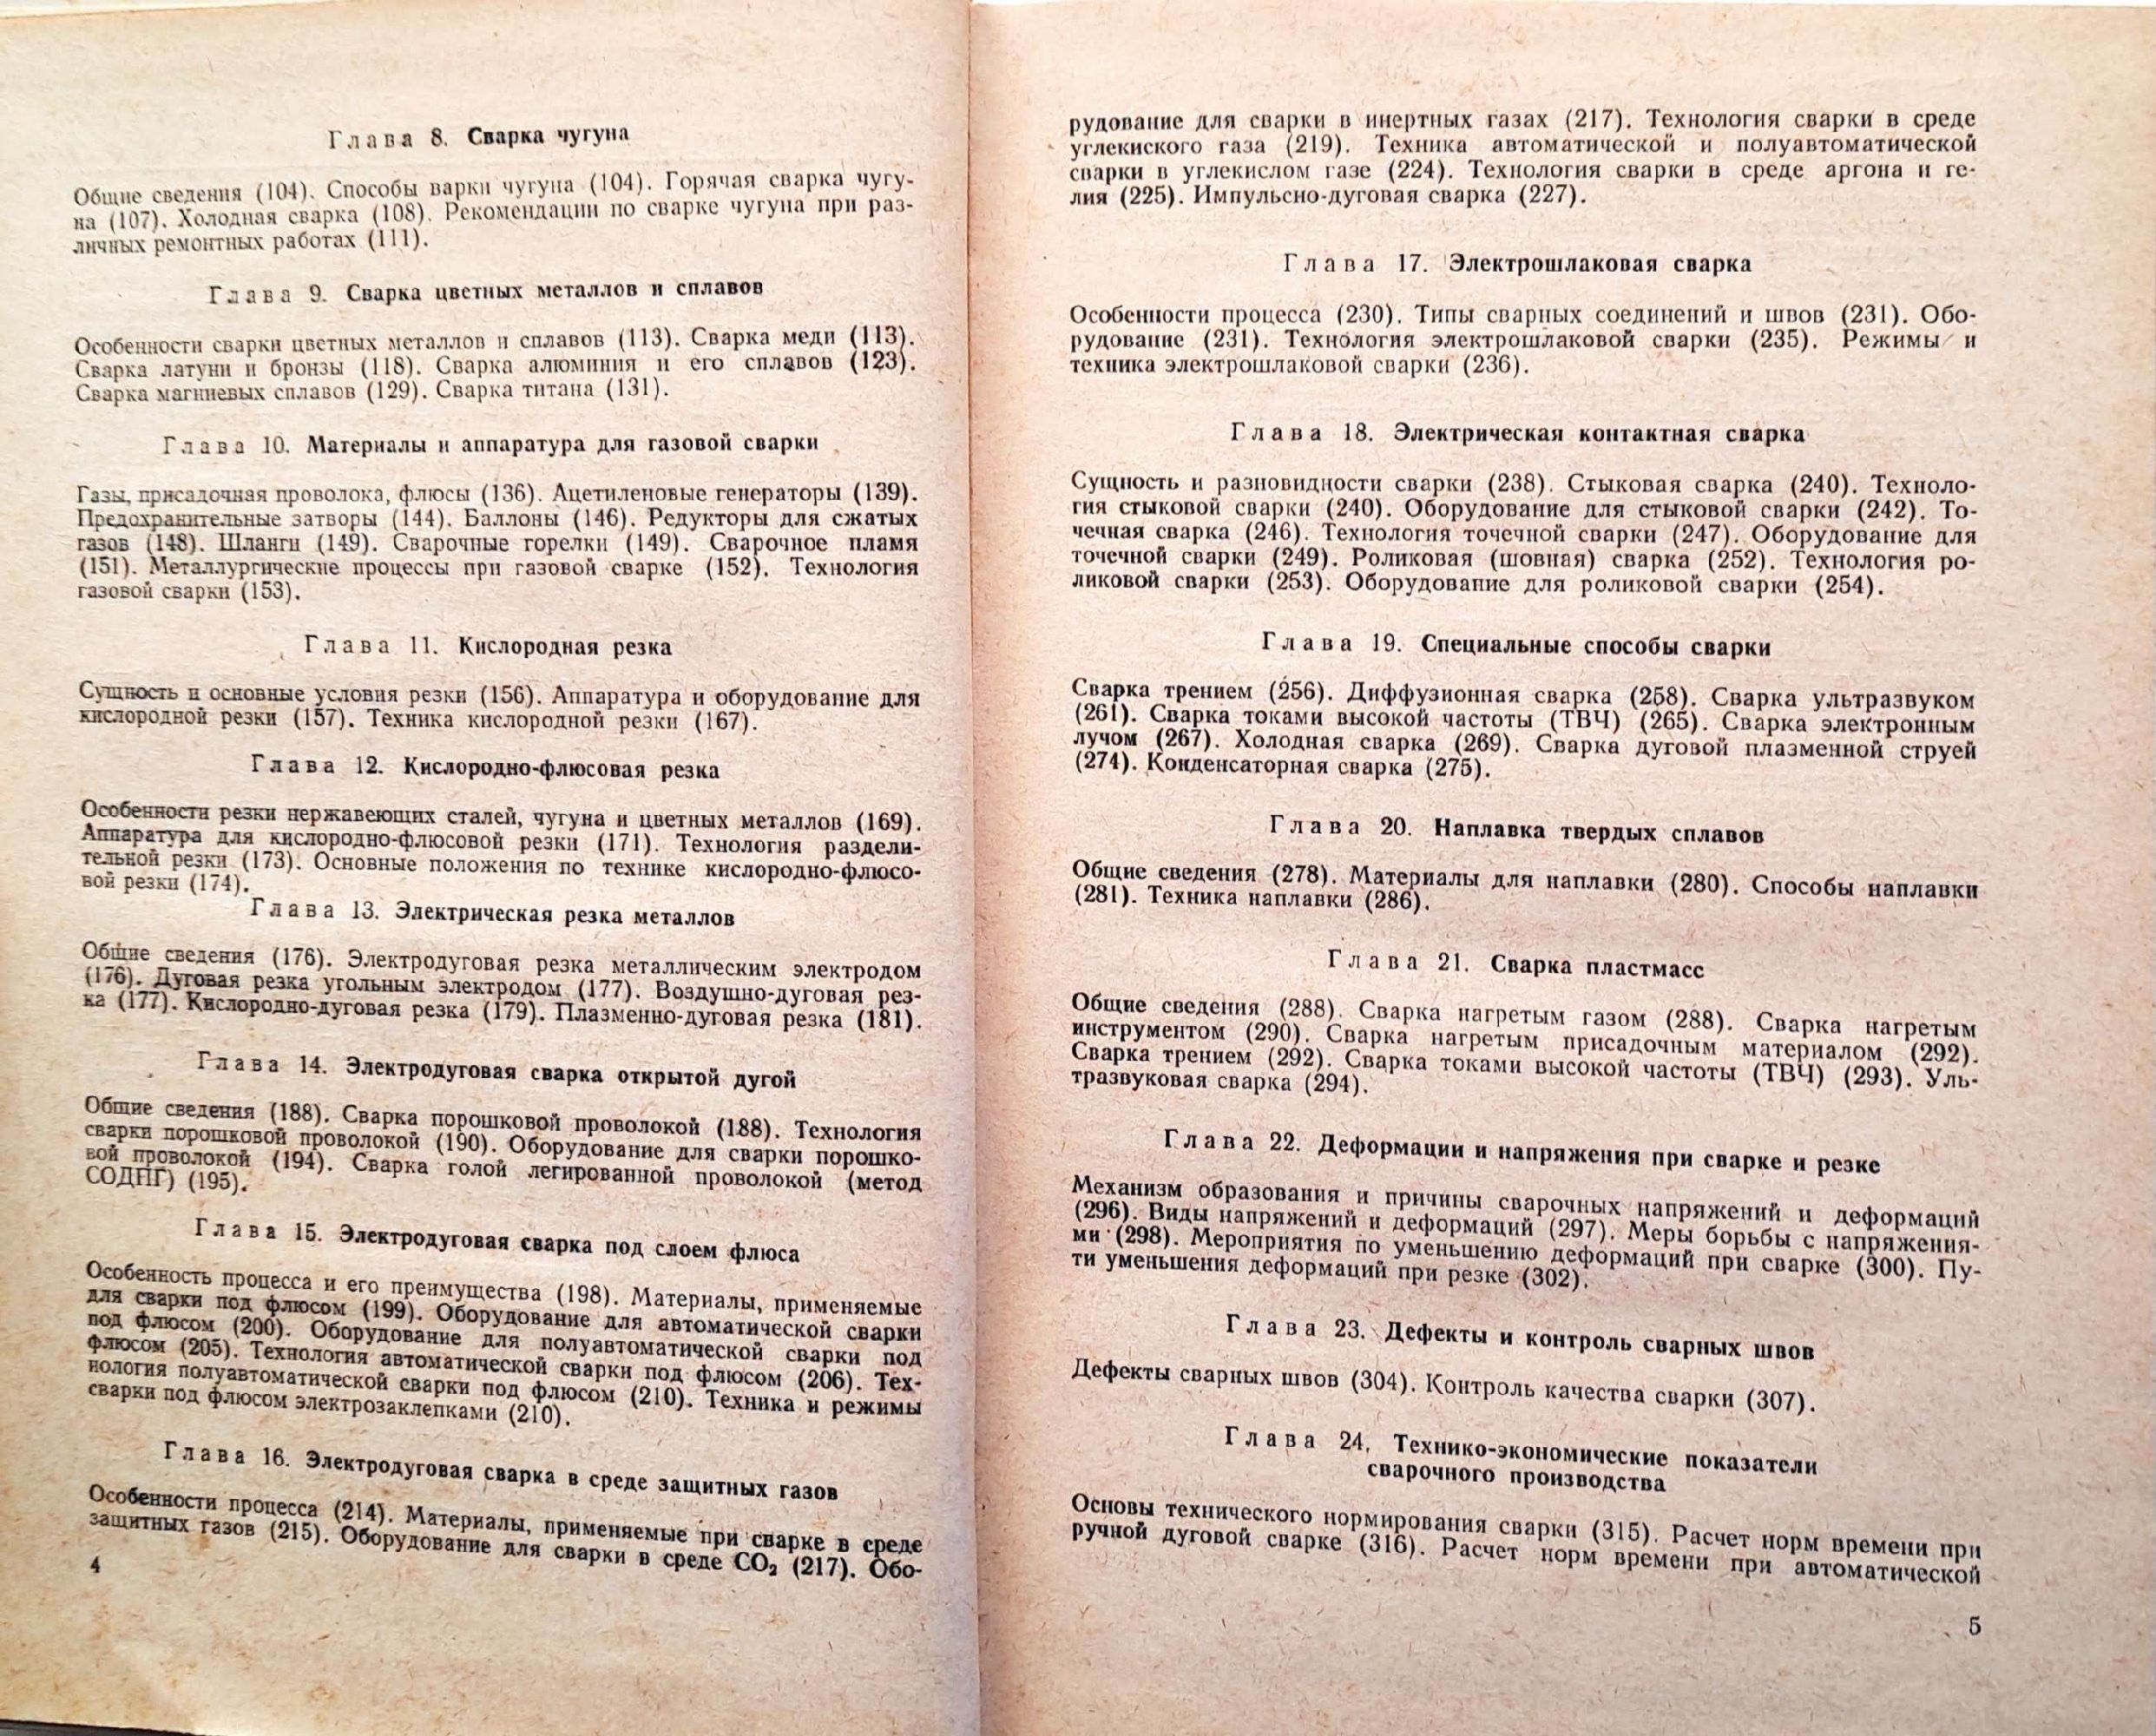 Глава 8. Сварка чугуна
Общие сведения (104). Способы варки чугуна (104). Горячая сварка чугу-
на (107). Холодная сварка (108). Рекомендации по сварке чугуна при раз-
личных ремонтных работах (111).
Глава 9. Сварка цветных металлов и сплавов
Особенности сварки цветных металлов и сплавов (113). Сварка меди (113).
Сварка латуни и бронзы (118). Сварка алюминия и его сплавов (123).
Сварка магниевых сплавов (129). Сварка титана (131).
Глава 10. Материалы и аппаратура для газовой сварки
Газы, присадочная проволока, флюсы (136). Ацетиленовые генераторы (139).
Предохранительные затворы (144). Баллоны (146). Редукторы для сжатых
газов (148). Шланги (149). Сварочные горелки (149). Сварочное пламя
(151). Металлургические процессы при газовой сварке (152). Технология
газовой сварки (153).
Глава 11. Кислородная резка
Сущность и основные условия резки (156). Аппаратура и оборудование для
кислородной резки (157). Техника кислородной резки (167).
Глава 12. Кислородно-флюсовая резка
Особенности резки нержавеющих сталей, чугуна и цветных металлов (169).
Аппаратура для кислородно-флюсовой резки (171). Технология раздели-
тельной резки (173). Основные положения по технике кислородно-флюсо-
вой резки (174).
Глава 13. Электрическая резка металлов
Общие сведения (176). Электродуговая резка металлическим электродом
(176). Дуговая резка угольным электродом (177). Воздушно-дуговая рез-
ка (177). Кислородно-дуговая резка (179). Плазменно-дуговая резка (181).
Глава 14. Электродуговая сварка открытой дугой
Общие сведения (188). Сварка порошковой проволокой (188). Технология
сварки порошковой проволокой (190). Оборудование для сварки порошко-
вой проволокой (194). Сварка голой легированной проволокой (метод
СОДНГ) (195).
Глава 15. Электродуговая сварка под слоем флюса
Особенность процесса и его преимущества (198). Материалы, применяемые
для сварки под флюсом (199). Оборудование для автоматической сварки
под флюсом (200). Оборудование для полуавтоматической сварки под
флюсом (205). Технология автоматической сварки под флюсом (206). Тех-
нология полуавтоматической сварки под флюсом (210). Техника и режимы
сварки под флюсом электрозаклепками (210).
Глава 16. Электродуговая сварка в среде защитных газов
Особенности процесса (214). Материалы, применяемые при сварке в среде
защитных газов (215). Оборудование для сварки в среде CO₂ (217). Обо-
4
рудование для сварки в инертных газах (217). Технология сварки в среде
углекиского газа (219). Техника автоматической и полуавтоматической
сварки в углекислом газе (224). Технология сварки в среде аргона и ге-
лия (225). Импульсно-дуговая сварка (227).
Глава 17. Электрошлаковая сварка
Особенности процесса (230). Типы сварных соединений и швов (231). Обо-
рудование (231). Технология электрошлаковой сварки (235). Режимы и
техника электрошлаковой сварки (236).
Глава 18. Электрическая контактная сварка
Сущность и разновидности сварки (238). Стыковая сварка (240). Техноло-
гия стыковой сварки (240). Оборудование для стыковой сварки (242). То-
чечная сварка (246). Технология точечной сварки (247). Оборудование для
точечной сварки (249). Роликовая (шовная) сварка (252). Технология ро-
ликовой сварки (253). Оборудование для роликовой сварки (254).
Глава 19. Специальные способы сварки
Сварка трением (256). Диффузионная сварка (258). Сварка ультразвуком
(261). Сварка токами высокой частоты (ТВЧ) (265). Сварка электронным
лучом (267). Холодная сварка (269). Сварка дуговой плазменной струей
(274). Конденсаторная сварка (275).
Глава 20. Наплавка твердых сплавов
Общие сведения (278). Материалы для наплавки (280). Способы наплавки
(281). Техника наплавки (286).
Глава 21. Сварка пластмасс
Общие сведения (288). Сварка нагретым газом (288). Сварка нагретым
инструментом (290). Сварка нагретым присадочным материалом (292).
Сварка трением (292). Сварка токами высокой частоты (ТВЧ) (293). Уль-
тразвуковая сварка (294).
Глава 22. Деформации и напряжения при сварке и резке
Механизм образования и причины сварочных напряжений и деформаций
(296). Виды напряжений и деформаций (297). Меры борьбы с напряжения-
ми (298). Мероприятия по уменьшению деформаций при сварке (300). Пу-
ти уменьшения деформаций при резке (302).
Глава 23. Дефекты и контроль сварных швов
Дефекты сварных швов (304). Контроль качества сварки (307).
Глава 24. Технико-экономические показатели
сварочного производства
Основы технического нормирования сварки (315). Расчет норм времени при
ручной дуговой сварке (316). Расчет норм времени при автоматической
5